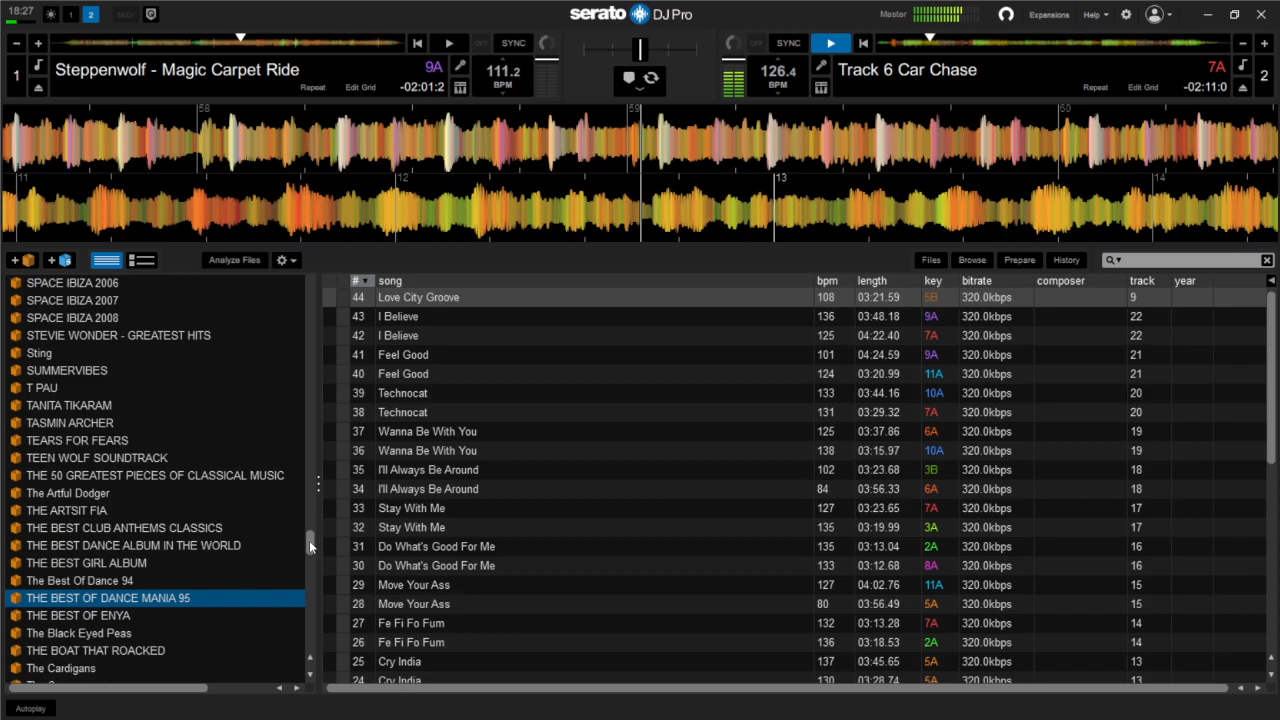 18:27 1 2 MIDI serato DJ Pro Master Expansions Help
SYNC SYNC
1 Steppenwolf - Magic Carpet Ride 9A 111.2 BPM 126.4 BPM Track 6 Car Chase 7A 2
Repeat Edit Grid -02:01:2 Repeat Edit Grid -02:11:0
58 59 60
11 12 13 14
Analyze Files Files Browse Prepare History
# song bpm length key bitrate composer track year
SPACE IBIZA 2006
SPACE IBIZA 2007
SPACE IBIZA 2008
STEVIE WONDER - GREATEST HITS
Sting
SUMMERVIBES
T PAU
TANITA TIKARAM
TASMIN ARCHER
TEARS FOR FEARS
TEEN WOLF SOUNDTRACK
THE 50 GREATEST PIECES OF CLASSICAL MUSIC
The Artful Dodger
THE ARTSIT FIA
THE BEST CLUB ANTHEMS CLASSICS
THE BEST DANCE ALBUM IN THE WORLD
THE BEST GIRL ALBUM
The Best Of Dance 94
THE BEST OF DANCE MANIA 95
THE BEST OF ENYA
The Black Eyed Peas
THE BOAT THAT ROACKED
The Cardigans
44 Love City Groove 108 03:21.59 5B 320.0kbps 9
43 I Believe 136 03:48.18 9A 320.0kbps 22
42 I Believe 125 04:22.40 7A 320.0kbps 22
41 Feel Good 101 04:24.59 9A 320.0kbps 21
40 Feel Good 124 03:20.99 11A 320.0kbps 21
39 Technocat 133 03:44.16 10A 320.0kbps 20
38 Technocat 131 03:29.32 7A 320.0kbps 20
37 Wanna Be With You 125 03:37.86 6A 320.0kbps 19
36 Wanna Be With You 138 03:15.97 10A 320.0kbps 19
35 I'll Always Be Around 102 03:23.68 3B 320.0kbps 18
34 I'll Always Be Around 84 03:56.33 6A 320.0kbps 18
33 Stay With Me 127 03:23.65 7A 320.0kbps 17
32 Stay With Me 135 03:19.99 3A 320.0kbps 17
31 Do What's Good For Me 135 03:13.04 2A 320.0kbps 16
30 Do What's Good For Me 133 03:12.68 8A 320.0kbps 16
29 Move Your Ass 127 04:02.76 11A 320.0kbps 15
28 Move Your Ass 80 03:56.49 5A 320.0kbps 15
27 Fe Fi Fo Fum 132 03:13.28 7A 320.0kbps 14
26 Fe Fi Fo Fum 136 03:18.53 2A 320.0kbps 14
25 Cry India 137 03:45.65 5A 320.0kbps 13
24 Cry India 130 03:28.74 5A 320.0kbps 13
Autoplay